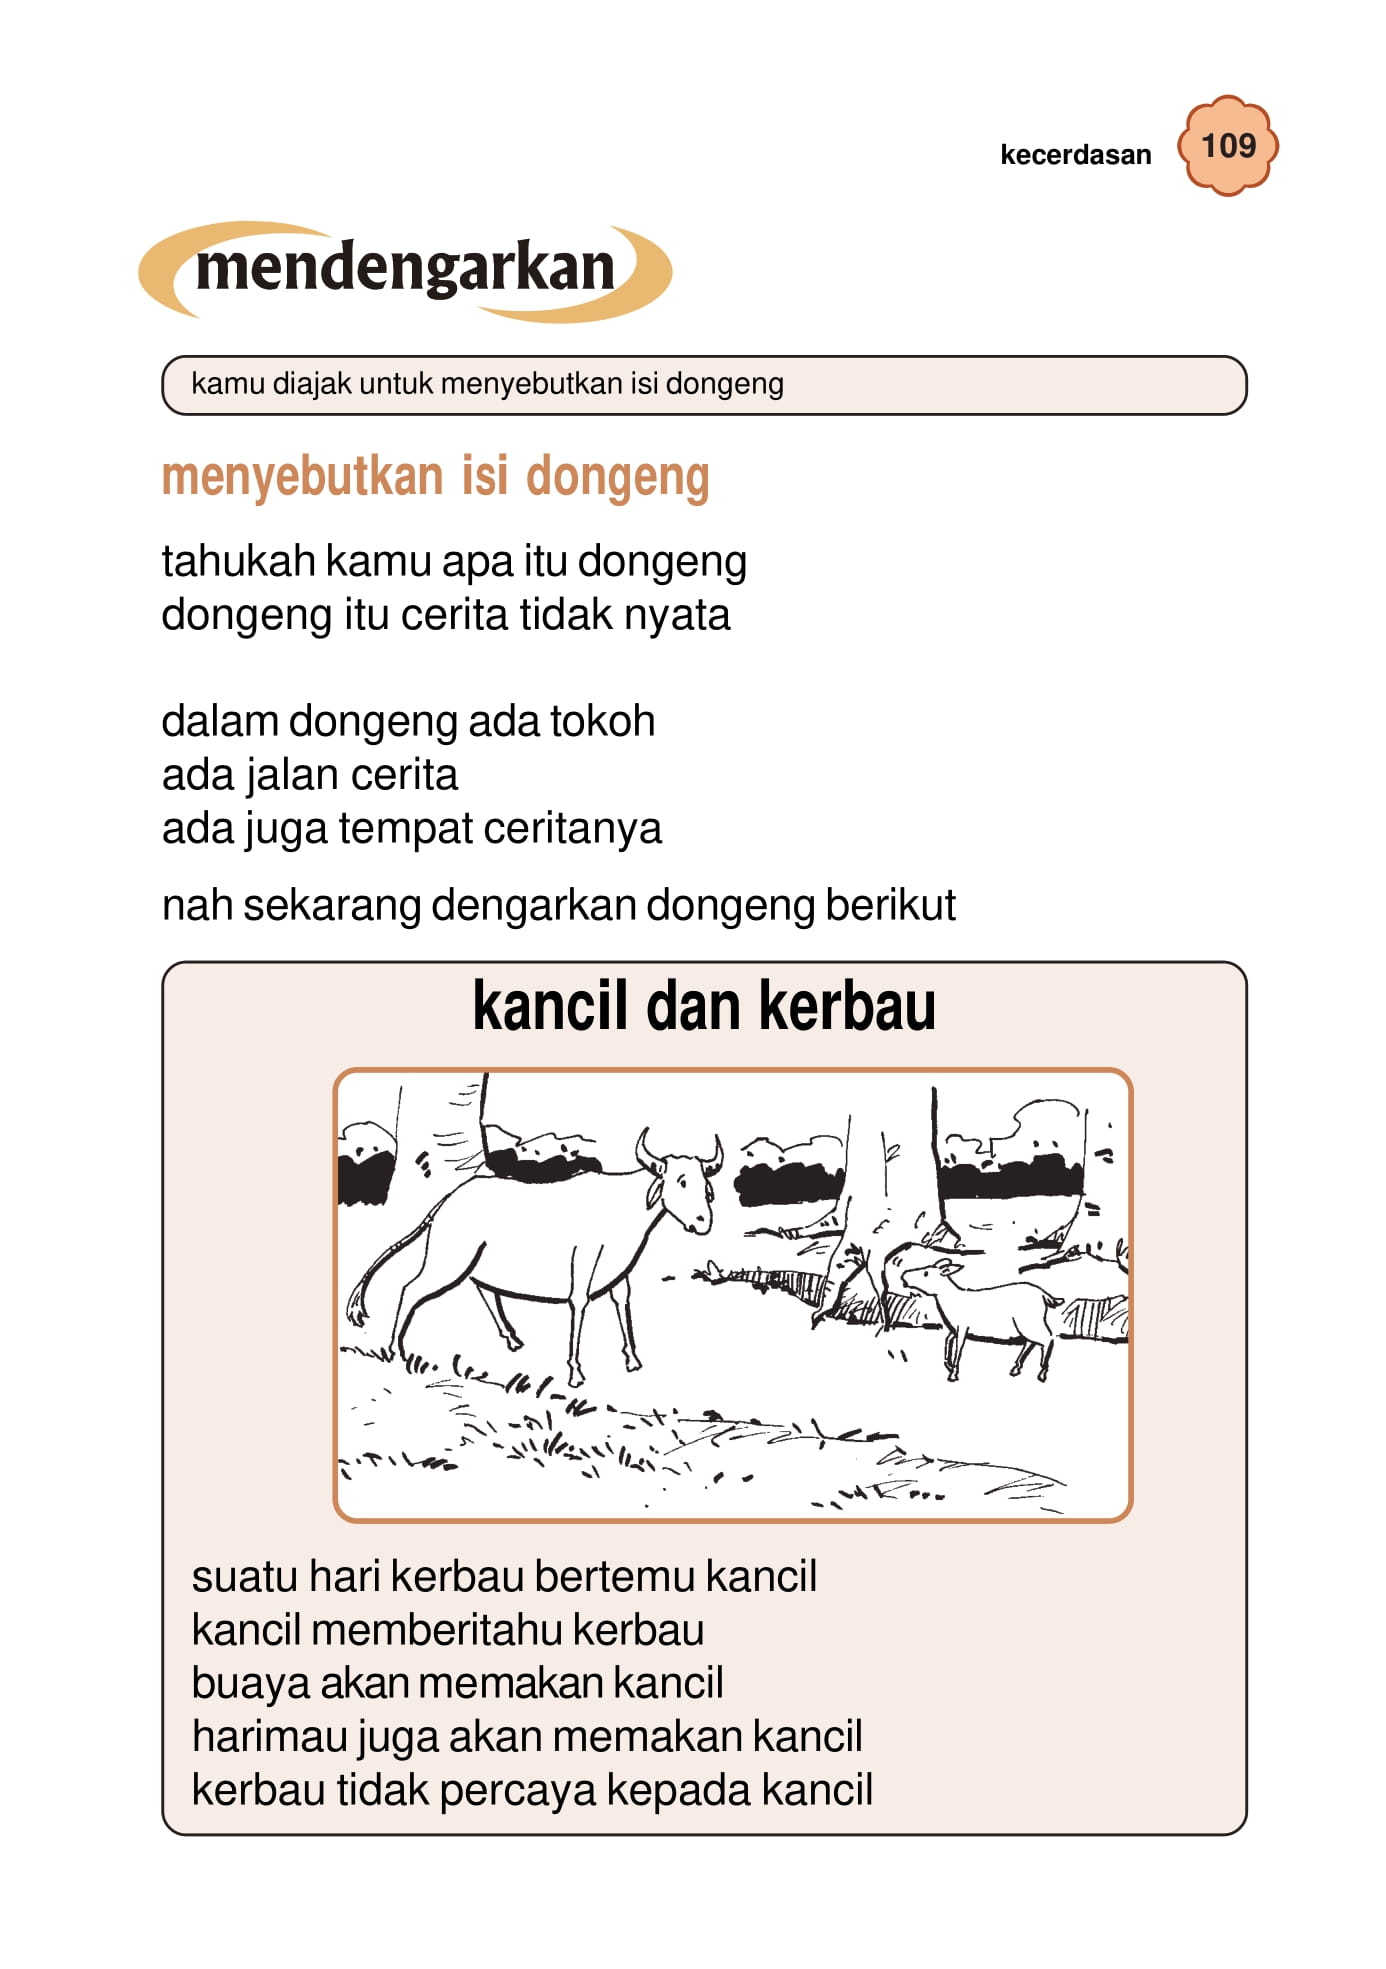 kecerdasan 109
mendengarkan
kamu diajak untuk menyebutkan isi dongeng
menyebutkan isi dongeng
tahukah kamu apa itu dongeng
dongeng itu cerita tidak nyata
dalam dongeng ada tokoh
ada jalan cerita
ada juga tempat ceritanya
nah sekarang dengarkan dongeng berikut
kancil dan kerbau
suatu hari kerbau bertemu kancil
kancil memberitahu kerbau
buaya akan memakan kancil
harimau juga akan memakan kancil
kerbau tidak percaya kepada kancil